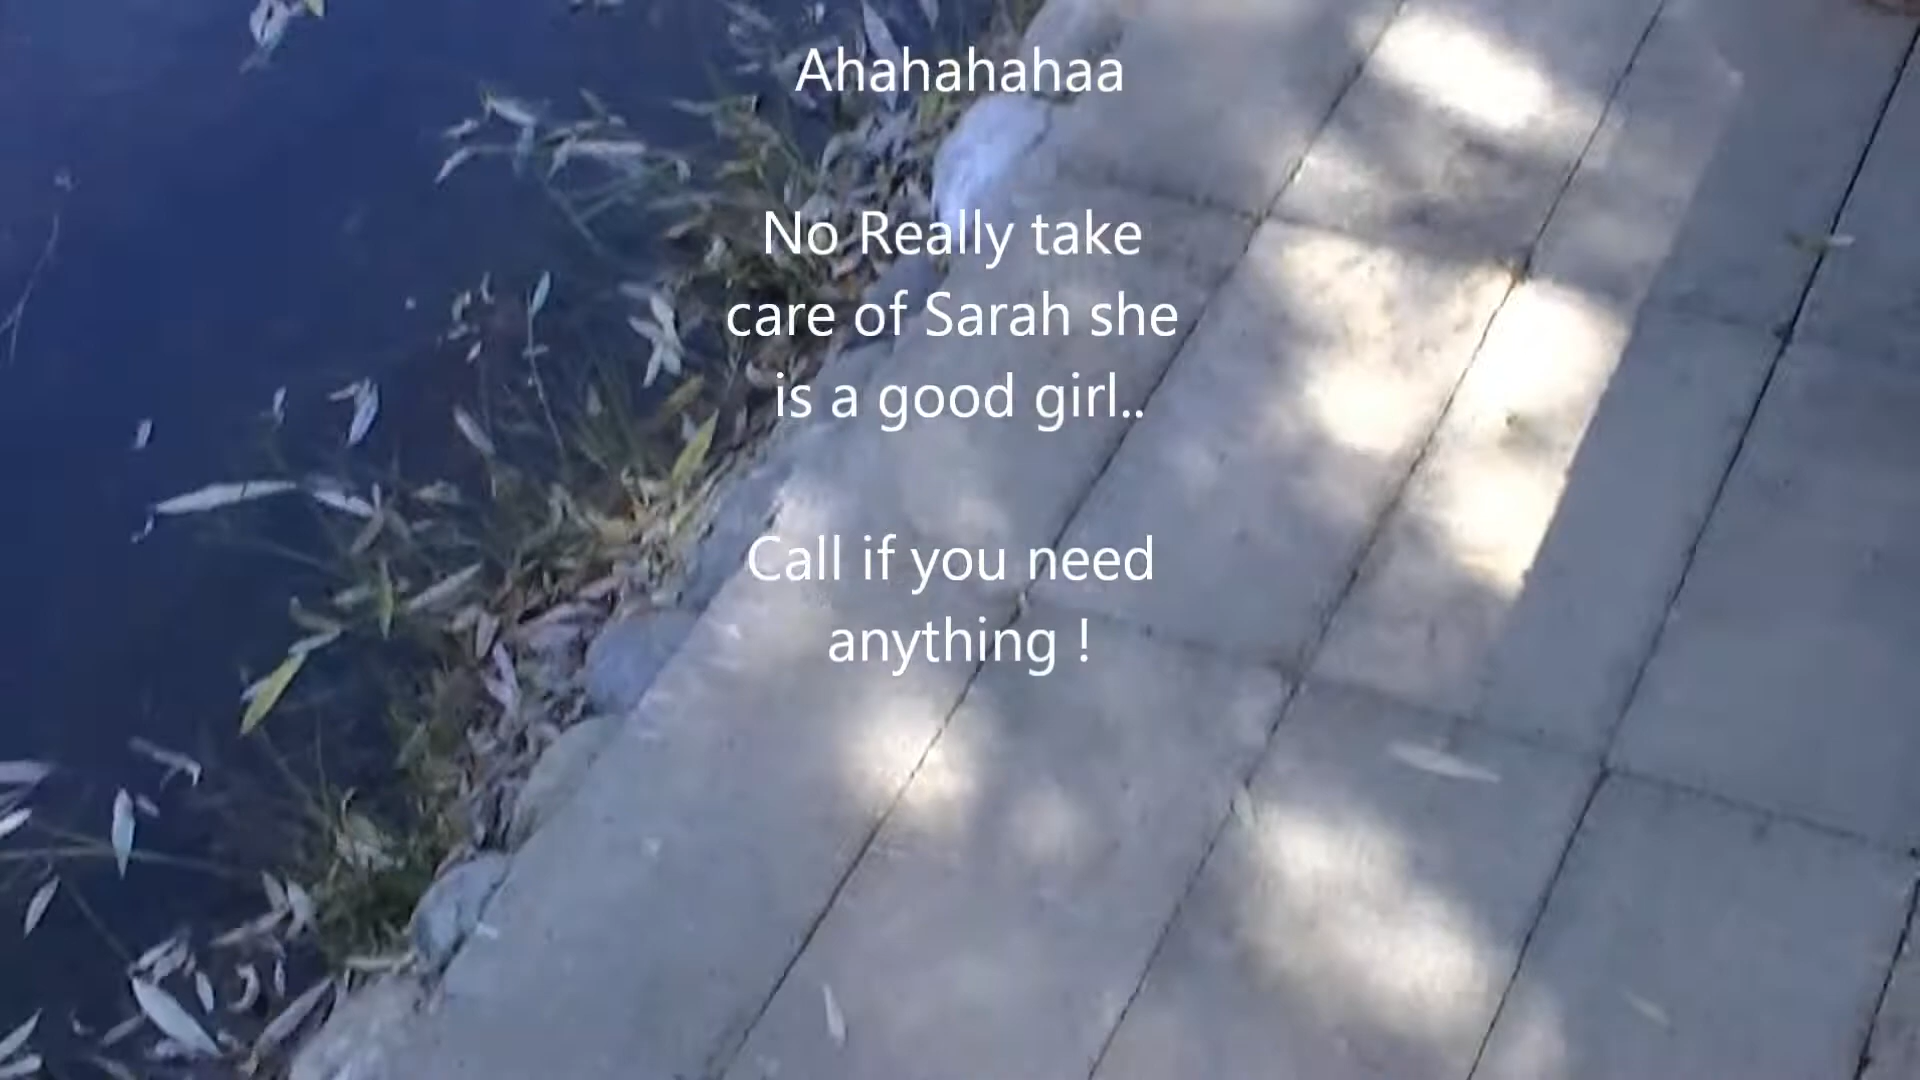 Ahahahahaa
No Really take
care of Sarah she
is a good girl..
Call if you need
anything !